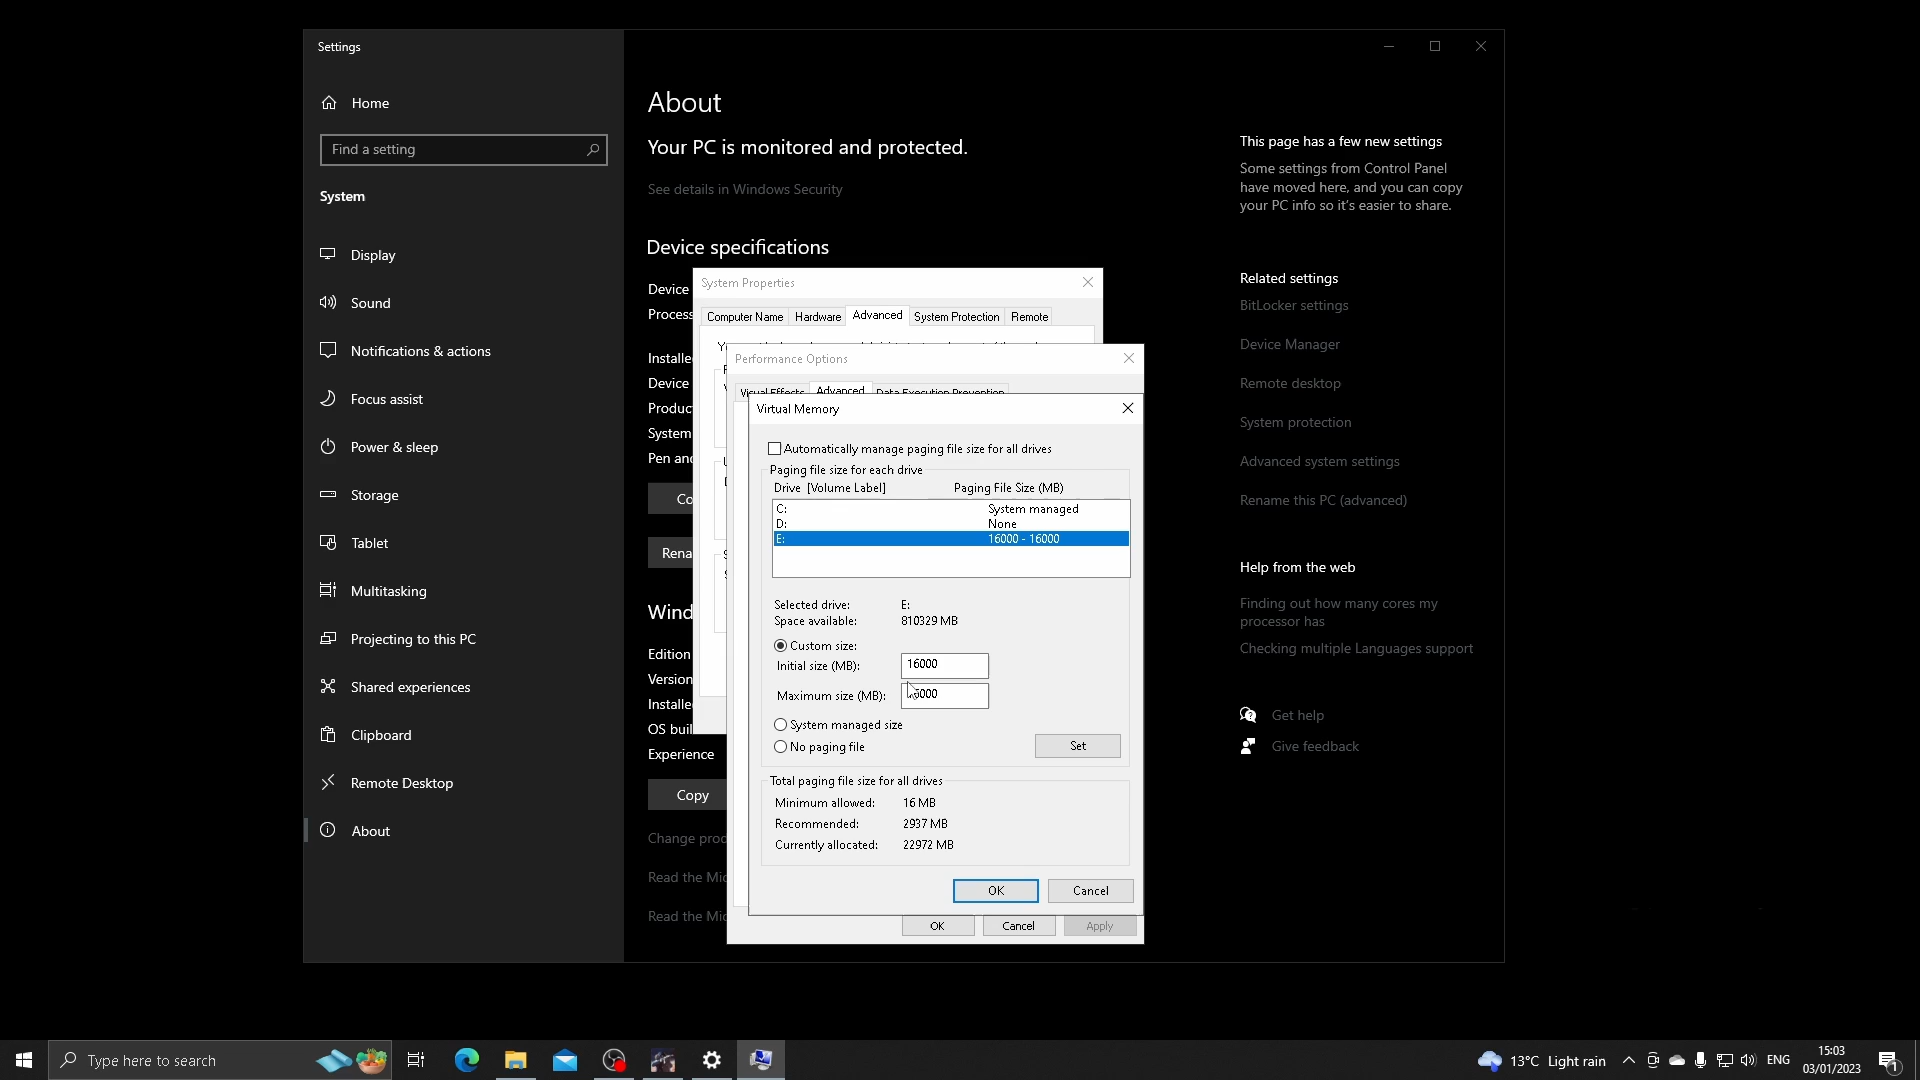 Settings
Home
Find a setting
System
Display
Sound
Notifications & actions
Focus assist
Power & sleep
Storage
Tablet
Multitasking
Projecting to this PC
Shared experiences
Clipboard
Remote Desktop
About
About
Your PC is monitored and protected.
See details in Windows Security
Device specifications
Device
Process
Installe
Device
Produc
System
Pen and
Co
Rena
Wind
Edition
Version
Installe
OS buil
Experience
Copy
Change prod
Read the Mic
Read the Mic
System Properties
Computer Name Hardware Advanced System Protection Remote
Performance Options
Visual Effects Advanced Data Execution Prevention
Virtual Memory
Automatically manage paging file size for all drives
Paging file size for each drive
Drive [Volume Label] Paging File Size (MB)
C: System managed
D: None
E: 16000 - 16000
Selected drive: E:
Space available: 810329 MB
Custom size:
Initial size (MB): 16000
Maximum size (MB):
System managed size
No paging file
Set
Total paging file size for all drives
Minimum allowed: 16 MB
Recommended: 2937 MB
Currently allocated: 22972 MB
OK Cancel
OK Cancel Apply
This page has a few new settings
Some settings from Control Panel
have moved here, and you can copy
your PC info so it's easier to share.
Related settings
BitLocker settings
Device Manager
Remote desktop
System protection
Advanced system settings
Rename this PC (advanced)
Help from the web
Finding out how many cores my
processor has
Checking multiple Languages support
Get help
Give feedback
Type here to search
13°C Light rain
ENG
15:03
03/01/2023
1